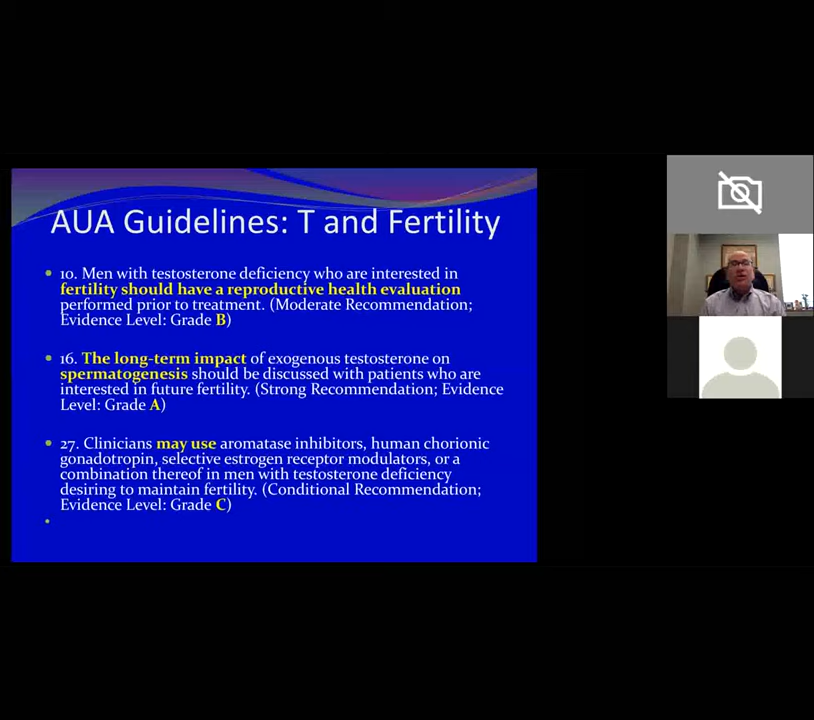 AUA Guidelines: T and Fertility
10. Men with testosterone deficiency who are interested in
fertility should have a reproductive health evaluation
performed prior to treatment. (Moderate Recommendation;
Evidence Level: Grade B)
16. The long-term impact of exogenous testosterone on
spermatogenesis should be discussed with patients who are
interested in future fertility. (Strong Recommendation; Evidence
Level: Grade A)
27. Clinicians may use aromatase inhibitors, human chorionic
gonadotropin, selective estrogen receptor modulators, or a
combination thereof in men with testosterone deficiency
desiring to maintain fertility. (Conditional Recommendation;
Evidence Level: Grade C)